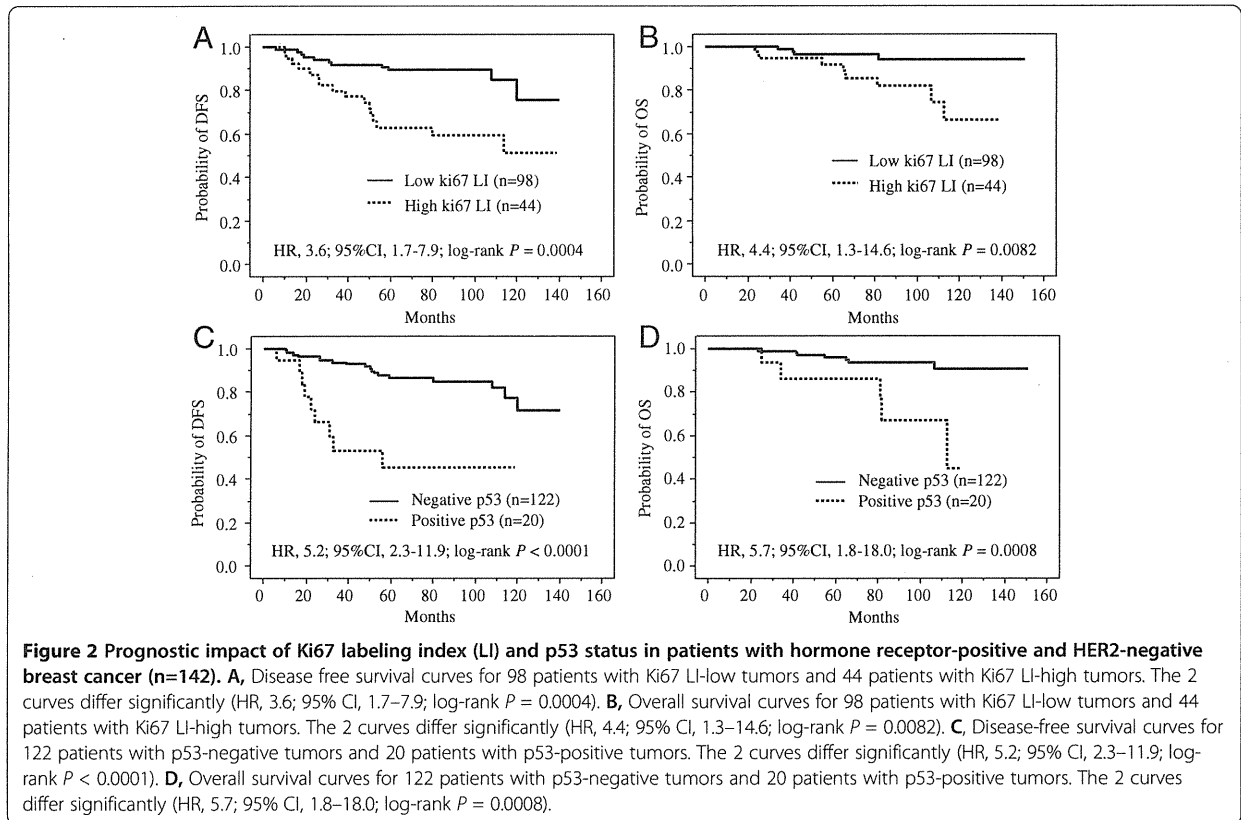 A
1.0
0.8
0.6
0.4
0.2
0.0
Probability of DFS
Low ki67 LI (n=98)
High ki67 LI (n=44)
HR, 3.6; 95%CI, 1.7-7.9; log-rank P = 0.0004
0 20 40 60 80 100 120 140 160
Months
B
1.0
0.8
0.6
0.4
0.2
0.0
Probability of OS
Low ki67 LI (n=98)
High ki67 LI (n=44)
HR, 4.4; 95%CI, 1.3-14.6; log-rank P = 0.0082
0 20 40 60 80 100 120 140 160
Months
C
1.0
0.8
0.6
0.4
0.2
0.0
Probability of DFS
Negative p53 (n=122)
Positive p53 (n=20)
HR, 5.2; 95%CI, 2.3-11.9; log-rank P < 0.0001
0 20 40 60 80 100 120 140 160
Months
D
1.0
0.8
0.6
0.4
0.2
0.0
Probability of OS
Negative p53 (n=122)
Positive p53 (n=20)
HR, 5.7; 95%CI, 1.8-18.0; log-rank P = 0.0008
0 20 40 60 80 100 120 140 160
Months
Figure 2 Prognostic impact of Ki67 labeling index (LI) and p53 status in patients with hormone receptor-positive and HER2-negative
breast cancer (n=142). A, Disease free survival curves for 98 patients with Ki67 LI-low tumors and 44 patients with Ki67 LI-high tumors. The 2
curves differ significantly (HR, 3.6; 95% CI, 1.7–7.9; log-rank P = 0.0004). B, Overall survival curves for 98 patients with Ki67 LI-low tumors and 44
patients with Ki67 LI-high tumors. The 2 curves differ significantly (HR, 4.4; 95% CI, 1.3–14.6; log-rank P = 0.0082). C, Disease-free survival curves for
122 patients with p53-negative tumors and 20 patients with p53-positive tumors. The 2 curves differ significantly (HR, 5.2; 95% CI, 2.3–11.9; log-
rank P < 0.0001). D, Overall survival curves for 122 patients with p53-negative tumors and 20 patients with p53-positive tumors. The 2 curves
differ significantly (HR, 5.7; 95% CI, 1.8–18.0; log-rank P = 0.0008).